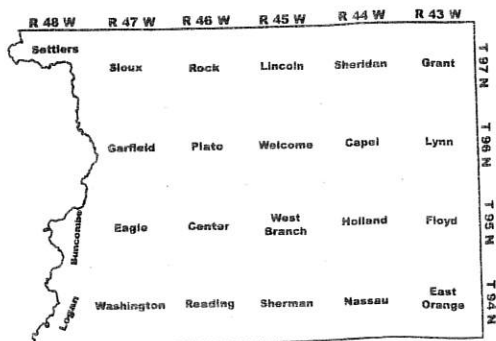 R 48 W R 47 W R 46 W R 45 W R 44 W R 43 W
Settlers
Sioux Rock Lincoln Sheridan Grant
T 97 N
Garfield Plato Welcome Capel Lynn
T 96 N
Buncombe
Eagle Center West Branch Holland Floyd
T 95 N
Logan
Washington Reading Sherman Nassau East Orange
T 94 N